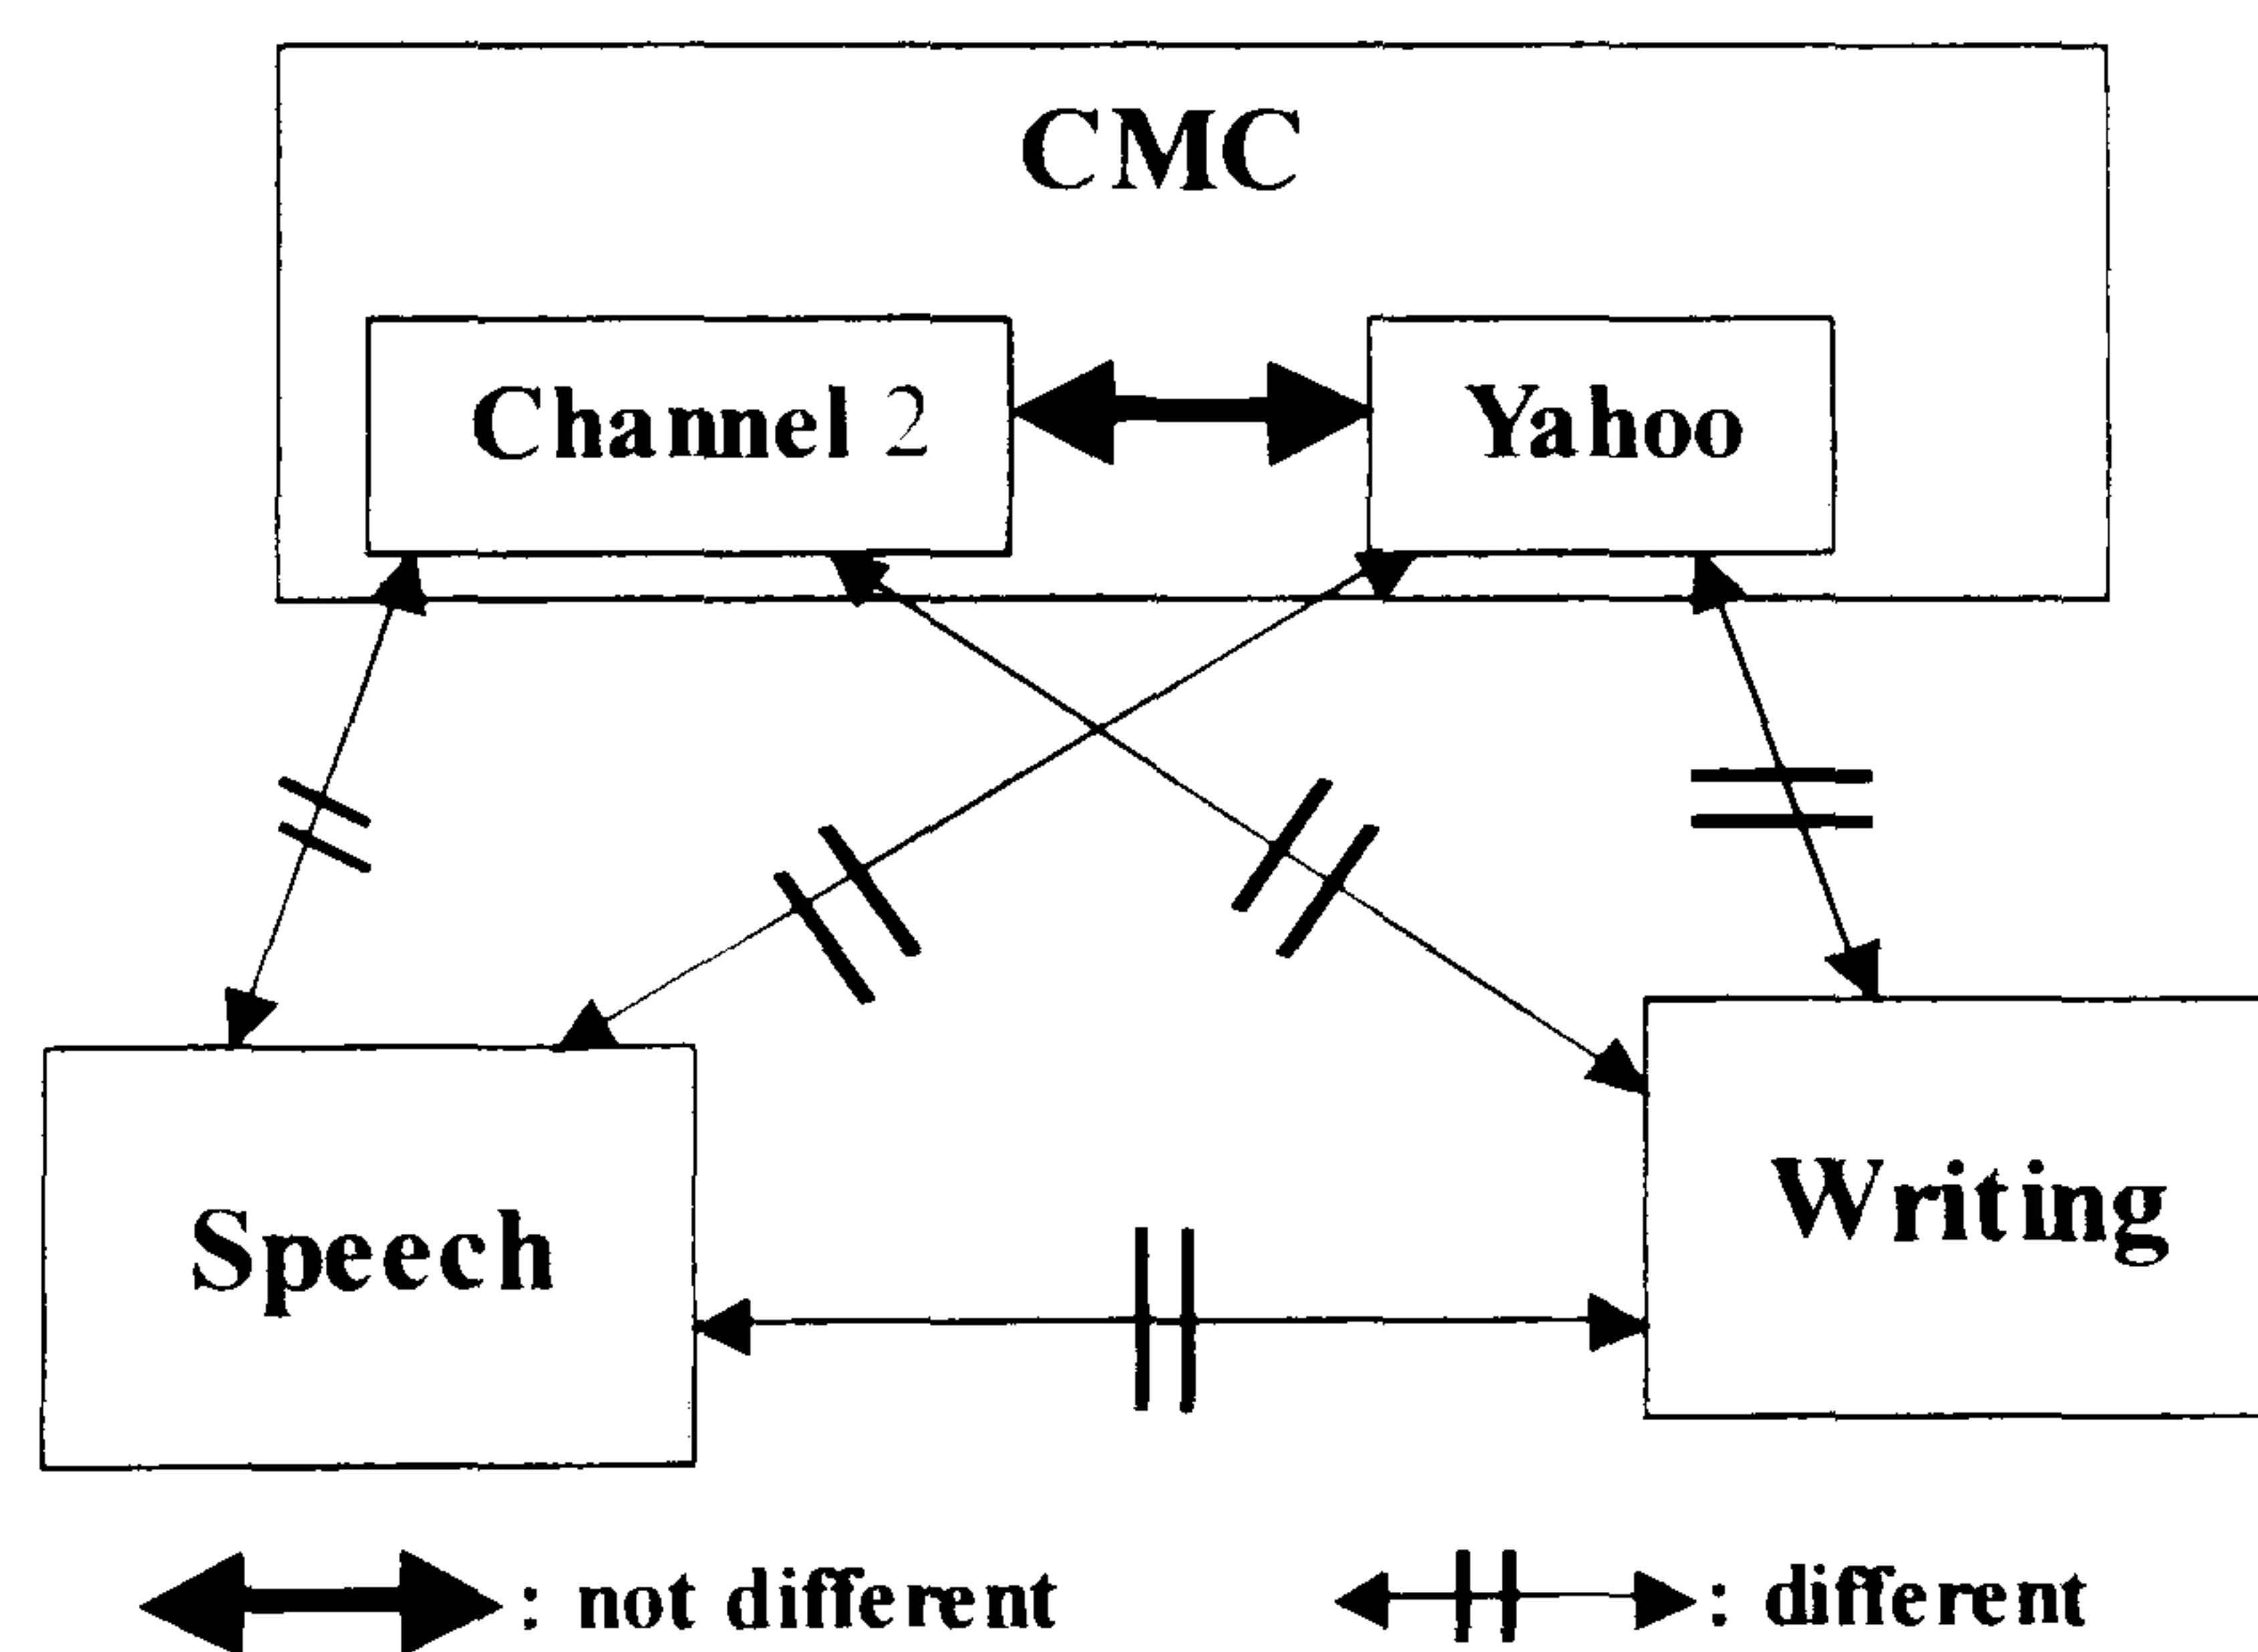 CMC
Channel 2
Yahoo
Speech
Writing
: not different
: different